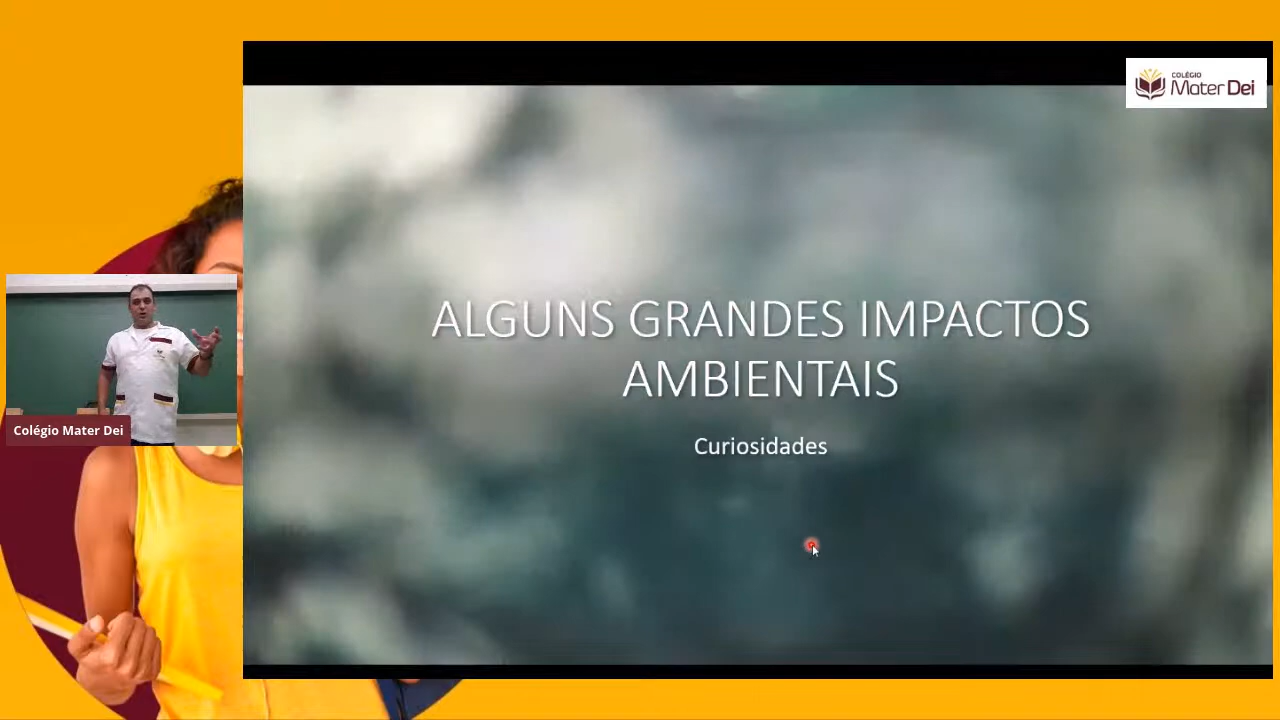 COLÉGIO
Mater Dei
ALGUNS GRANDES IMPACTOS
AMBIENTAIS
Curiosidades
Colégio Mater Dei